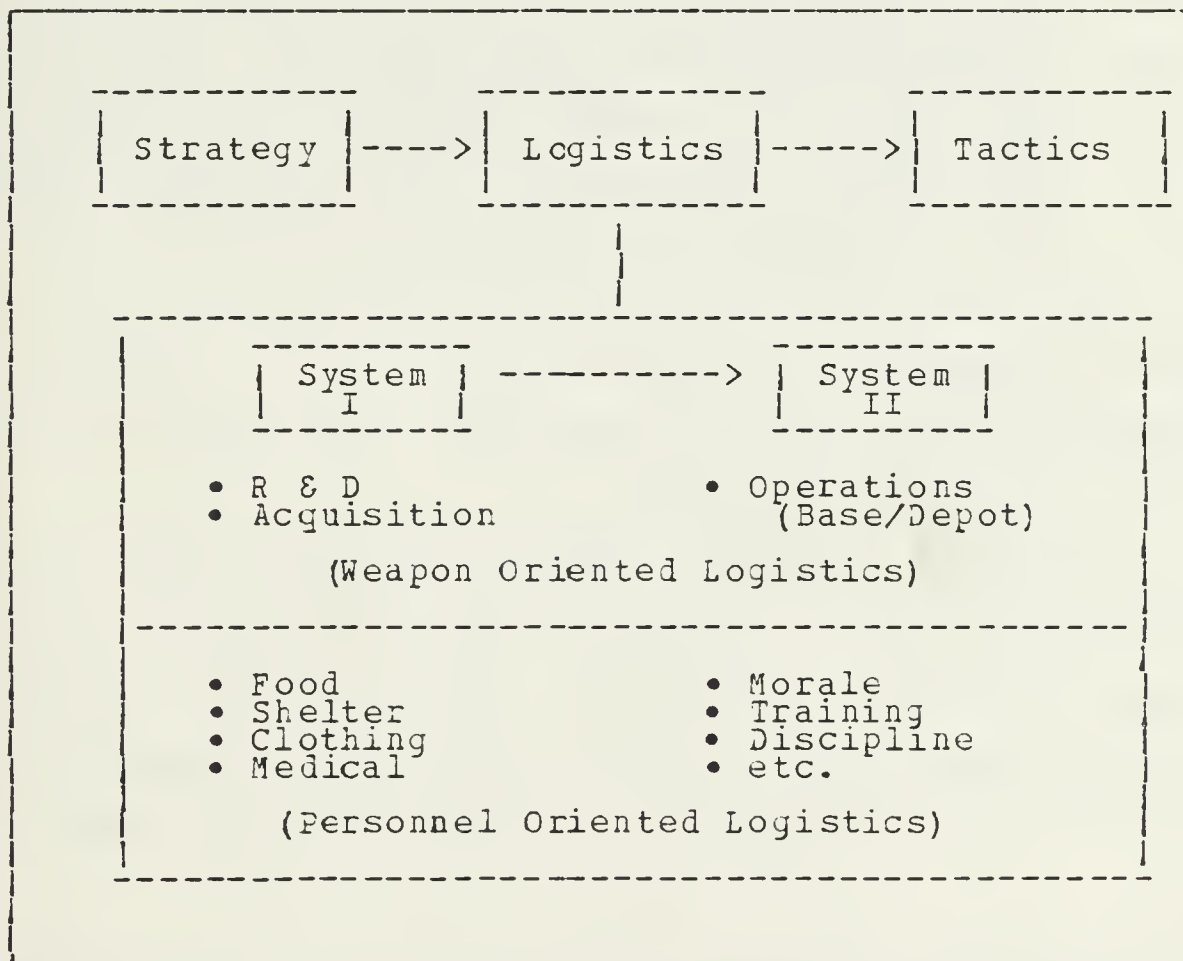 Strategy ----> Logistics -----> Tactics
System I ----------> System II
• R & D
• Acquisition
• Operations
(Base/Depot)
(Weapon Oriented Logistics)
• Food
• Shelter
• Clothing
• Medical
• Morale
• Training
• Discipline
• etc.
(Personnel Oriented Logistics)